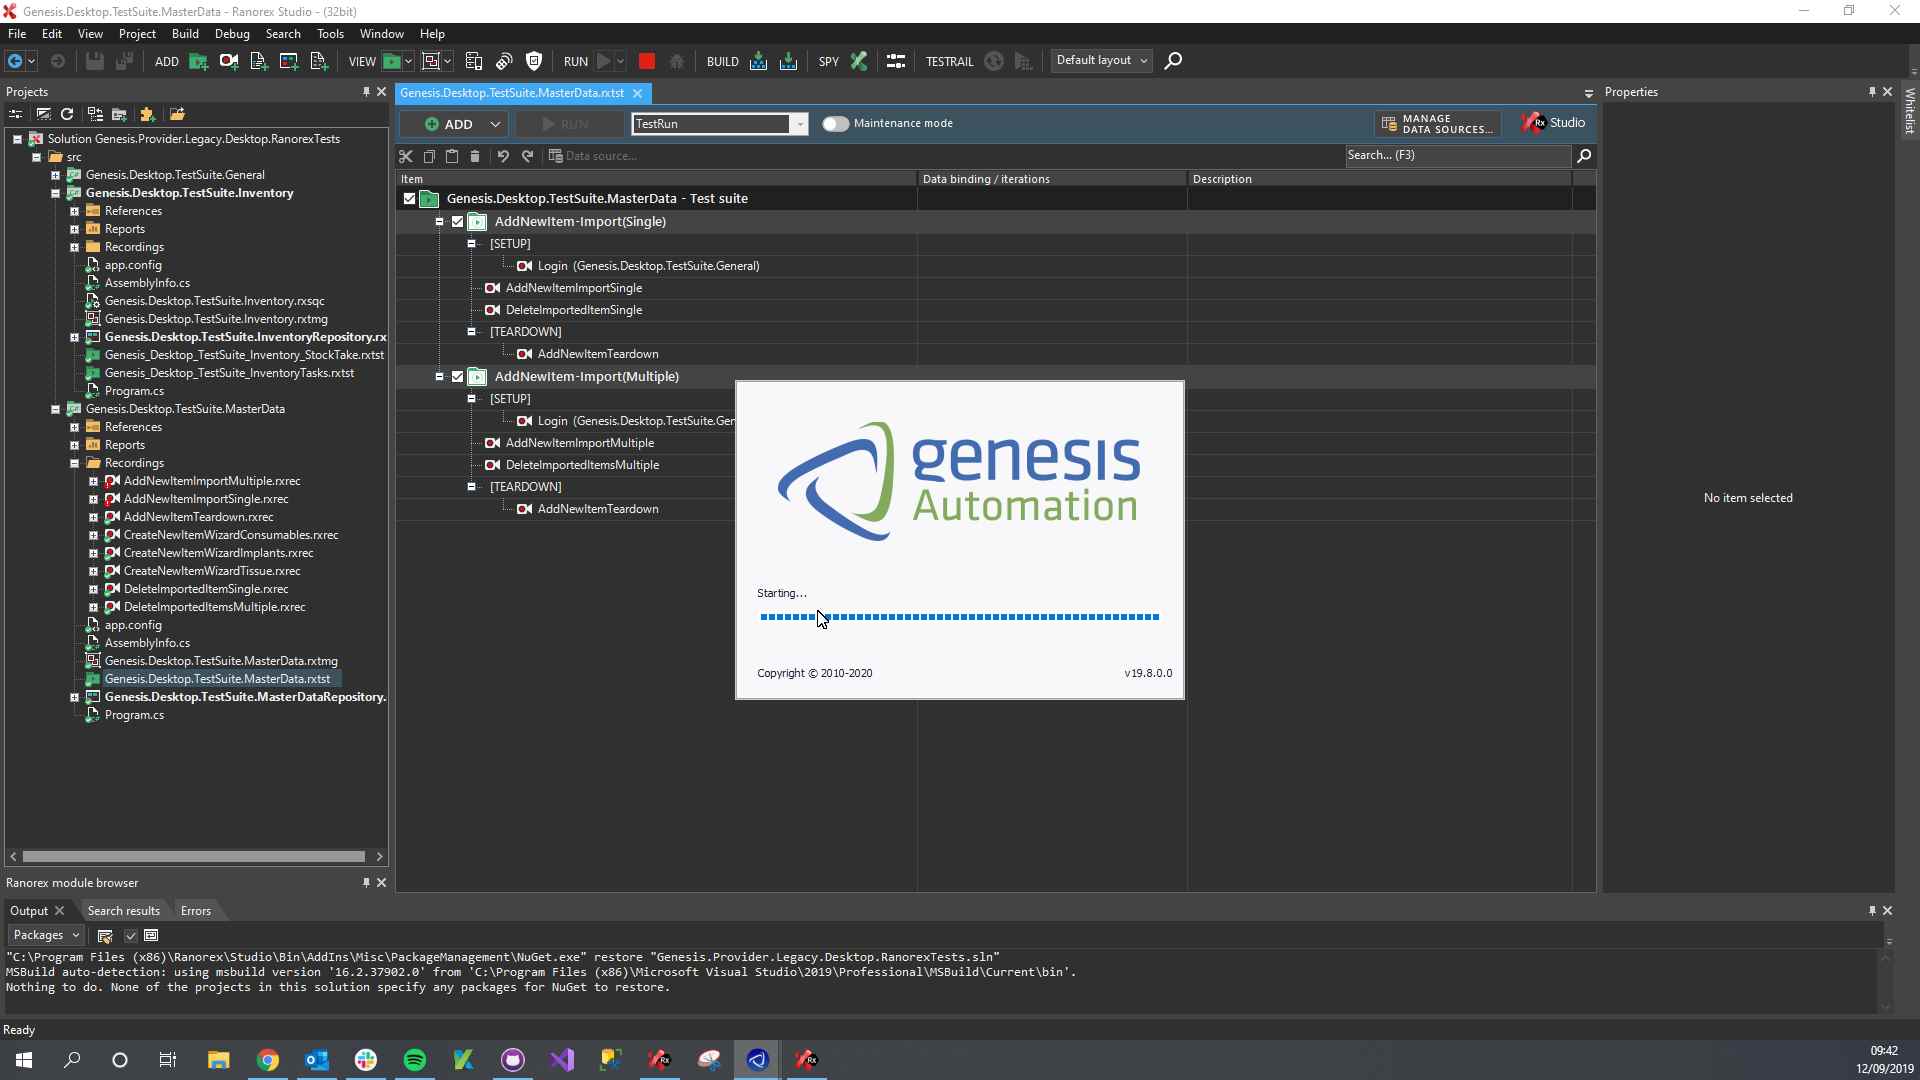 Genesis.Desktop.TestSuite.MasterData - Ranorex Studio - (32bit)
File Edit View Project Build Debug Search Tools Window Help
ADD VIEW RUN BUILD SPY TESTRAIL Default layout
Projects
Solution Genesis.Provider.Legacy.Desktop.RanorexTests
src
Genesis.Desktop.TestSuite.General
Genesis.Desktop.TestSuite.Inventory
References
Reports
Recordings
app.config
AssemblyInfo.cs
Genesis.Desktop.TestSuite.Inventory.rxsqc
Genesis.Desktop.TestSuite.Inventory.rxtmg
Genesis.Desktop.TestSuite.InventoryRepository.rx
Genesis_Desktop_TestSuite_Inventory_StockTake.rxtst
Genesis_Desktop_TestSuite_InventoryTasks.rxtst
Program.cs
Genesis.Desktop.TestSuite.MasterData
References
Reports
Recordings
AddNewItemImportMultiple.rxrec
AddNewItemImportSingle.rxrec
AddNewItemTeardown.rxrec
CreateNewItemWizardConsumables.rxrec
CreateNewItemWizardImplants.rxrec
CreateNewItemWizardTissue.rxrec
DeleteImportedItemSingle.rxrec
DeleteImportedItemsMultiple.rxrec
app.config
AssemblyInfo.cs
Genesis.Desktop.TestSuite.MasterData.rxtmg
Genesis.Desktop.TestSuite.MasterData.rxtst
Genesis.Desktop.TestSuite.MasterDataRepository.
Program.cs
Ranorex module browser
Genesis.Desktop.TestSuite.MasterData.rxtst
ADD RUN TestRun Maintenance mode MANAGE DATA SOURCES... Rx Studio
Data source... Search... (F3)
Item Data binding / iterations Description
Genesis.Desktop.TestSuite.MasterData - Test suite
AddNewItem-Import(Single)
[SETUP]
Login (Genesis.Desktop.TestSuite.General)
AddNewItemImportSingle
DeleteImportedItemSingle
[TEARDOWN]
AddNewItemTeardown
AddNewItem-Import(Multiple)
[SETUP]
Login (Genesis.Desktop.TestSuite.Ger
AddNewItemImportMultiple
DeleteImportedItemsMultiple
[TEARDOWN]
AddNewItemTeardown
genesis
Automation
Starting...
Copyright © 2010-2020 v19.8.0.0
Properties
No item selected
Whitelist
Output Search results Errors
Packages
"C:\Program Files (x86)\Ranorex\Studio\Bin\AddIns\Misc\PackageManagement\NuGet.exe" restore "Genesis.Provider.Legacy.Desktop.RanorexTests.sln"
MSBuild auto-detection: using msbuild version '16.2.37902.0' from 'C:\Program Files (x86)\Microsoft Visual Studio\2019\Professional\MSBuild\Current\bin'.
Nothing to do. None of the projects in this solution specify any packages for NuGet to restore.
Ready
09:42
12/09/2019